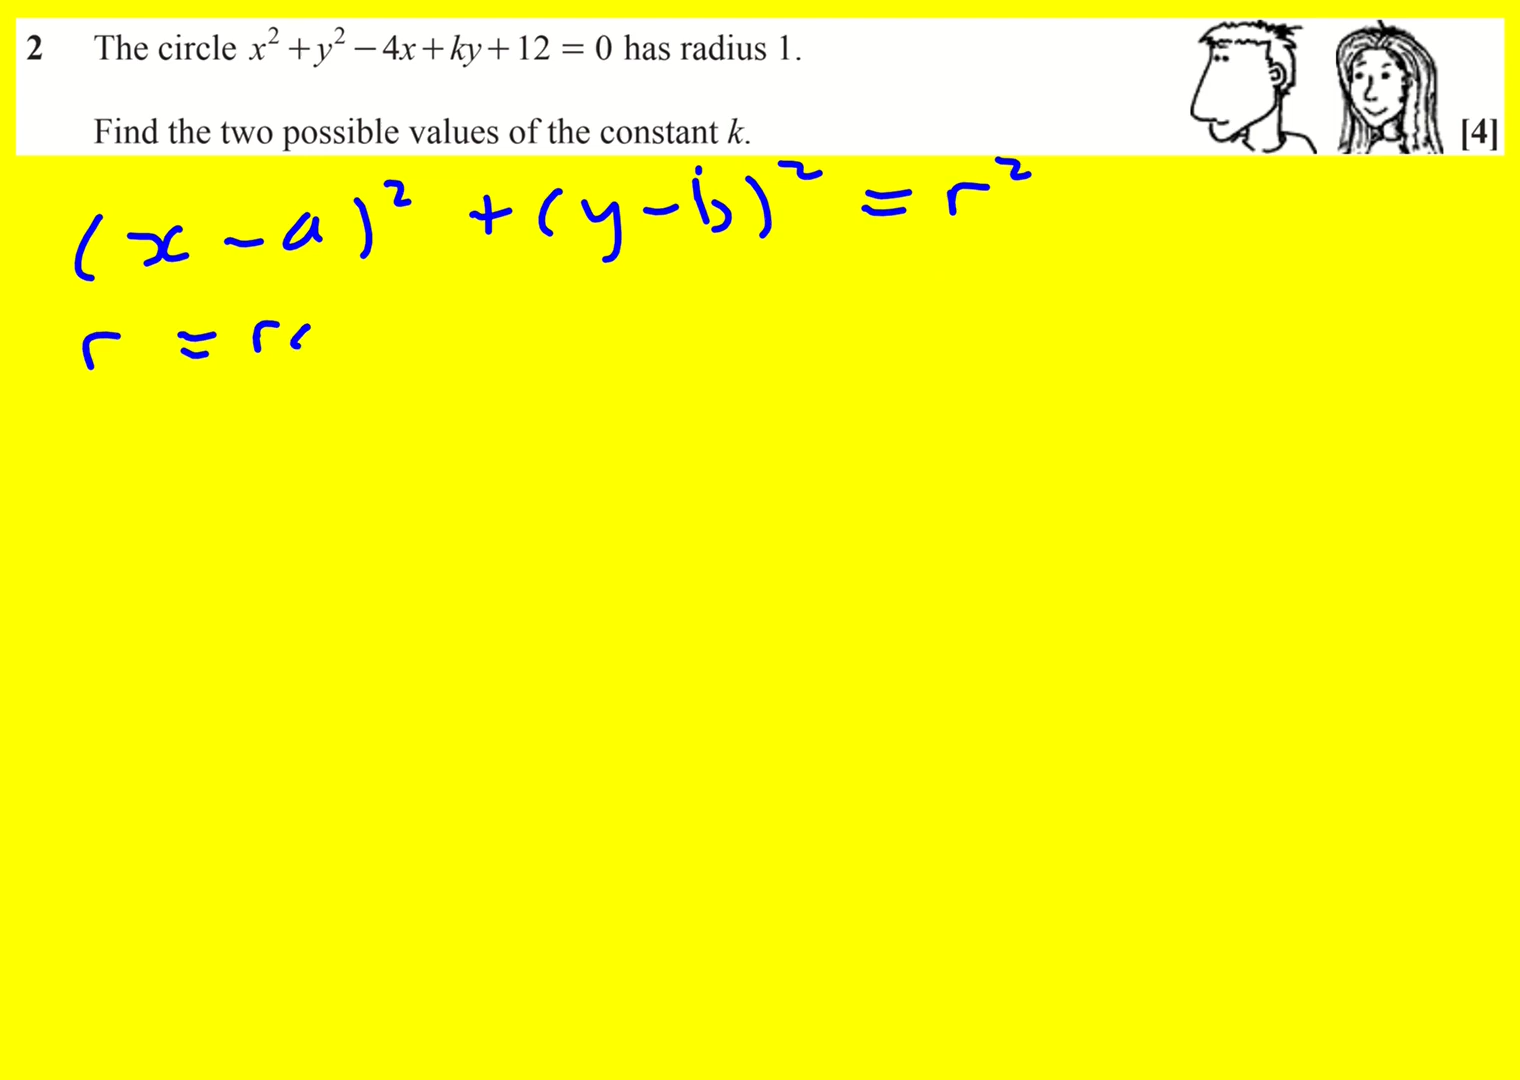 2 The circle x² + y² − 4x + ky + 12 = 0 has radius 1.
Find the two possible values of the constant k.
[4]
(x − a)² + (y − b)² = r²
r =